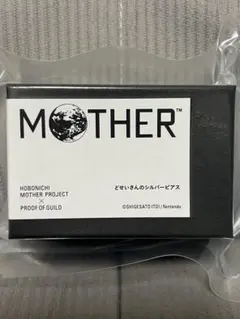 MOTHER™
HOBONICHI
MOTHER PROJECT
×
PROOF OF GUILD
どせいさんのシルバーピアス
©SHIGESATO ITOI / Nintendo